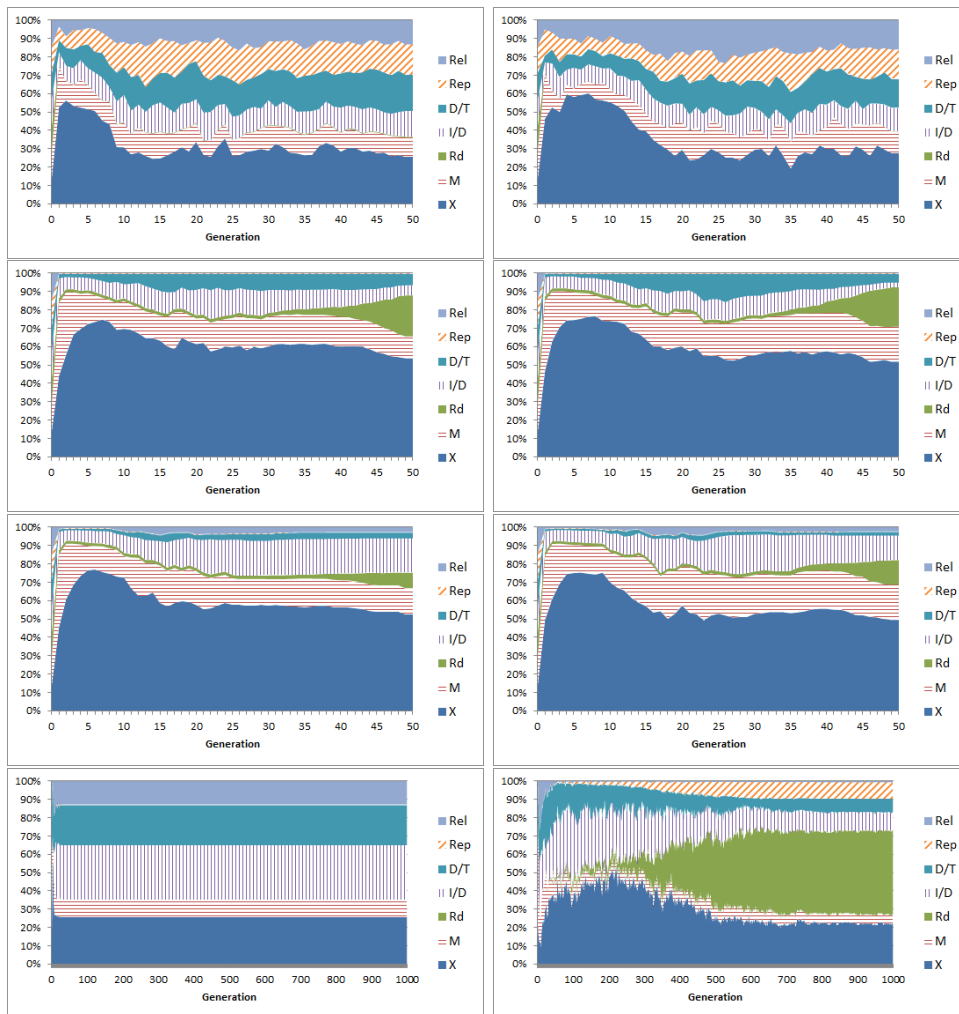 100%
90%
80%
70%
60%
50%
40%
30%
20%
10%
0%
0 5 10 15 20 25 30 35 40 45 50
Generation
Rel
Rep
D/T
I/D
Rd
M
X
100%
90%
80%
70%
60%
50%
40%
30%
20%
10%
0%
0 5 10 15 20 25 30 35 40 45 50
Generation
Rel
Rep
D/T
I/D
Rd
M
X
100%
90%
80%
70%
60%
50%
40%
30%
20%
10%
0%
0 5 10 15 20 25 30 35 40 45 50
Generation
Rel
Rep
D/T
I/D
Rd
M
X
100%
90%
80%
70%
60%
50%
40%
30%
20%
10%
0%
0 5 10 15 20 25 30 35 40 45 50
Generation
Rel
Rep
D/T
I/D
Rd
M
X
100%
90%
80%
70%
60%
50%
40%
30%
20%
10%
0%
0 5 10 15 20 25 30 35 40 45 50
Generation
Rel
Rep
D/T
I/D
Rd
M
X
100%
90%
80%
70%
60%
50%
40%
30%
20%
10%
0%
0 5 10 15 20 25 30 35 40 45 50
Generation
Rel
Rep
D/T
I/D
Rd
M
X
100%
90%
80%
70%
60%
50%
40%
30%
20%
10%
0%
0 100 200 300 400 500 600 700 800 900 1000
Generation
Rel
Rep
D/T
I/D
Rd
M
X
100%
90%
80%
70%
60%
50%
40%
30%
20%
10%
0%
0 100 200 300 400 500 600 700 800 900 1000
Generation
Rel
Rep
D/T
I/D
Rd
M
X